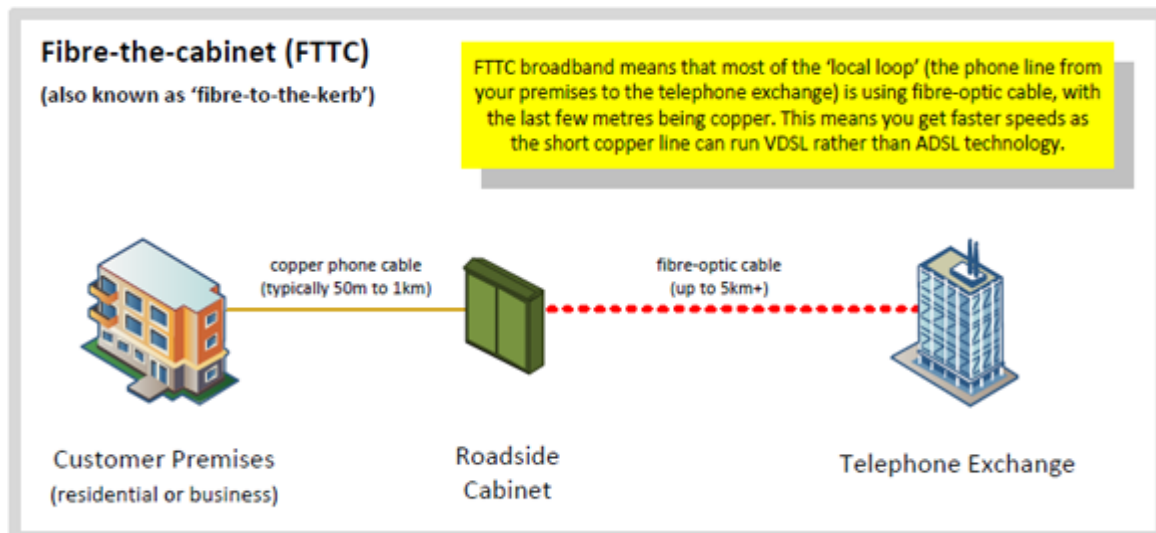 Fibre-the-cabinet (FTTC)
(also known as ‘fibre-to-the-kerb’)
FTTC broadband means that most of the ‘local loop’ (the phone line from
your premises to the telephone exchange) is using fibre-optic cable, with
the last few metres being copper. This means you get faster speeds as
the short copper line can run VDSL rather than ADSL technology.
copper phone cable
(typically 50m to 1km)
fibre-optic cable
(up to 5km+)
Customer Premises
(residential or business)
Roadside
Cabinet
Telephone Exchange